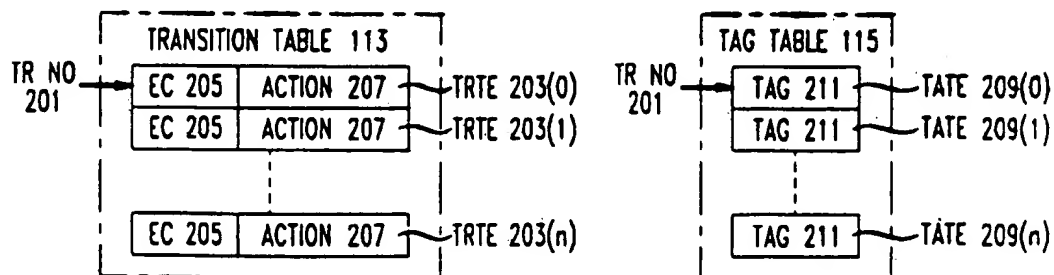 TRANSITION TABLE 113
TR NO
201
EC 205 ACTION 207 TRTE 203(0)
EC 205 ACTION 207 TRTE 203(1)
EC 205 ACTION 207 TRTE 203(n)
TAG TABLE 115
TR NO
201
TAG 211 TATE 209(0)
TAG 211 TATE 209(1)
TAG 211 TATE 209(n)